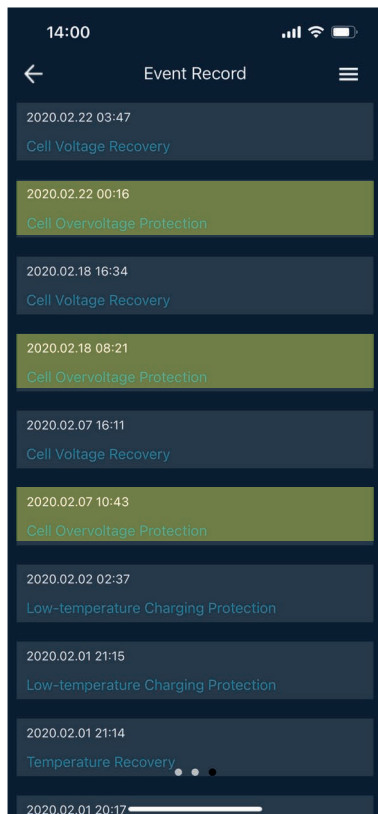 14:00
Event Record
2020.02.22 03:47
Cell Voltage Recovery
2020.02.22 00:16
Cell Overvoltage Protection
2020.02.18 16:34
Cell Voltage Recovery
2020.02.18 08:21
Cell Overvoltage Protection
2020.02.07 16:11
Cell Voltage Recovery
2020.02.07 10:43
Cell Overvoltage Protection
2020.02.02 02:37
Low-temperature Charging Protection
2020.02.01 21:15
Low-temperature Charging Protection
2020.02.01 21:14
Temperature Recovery
2020.02.01 20:17